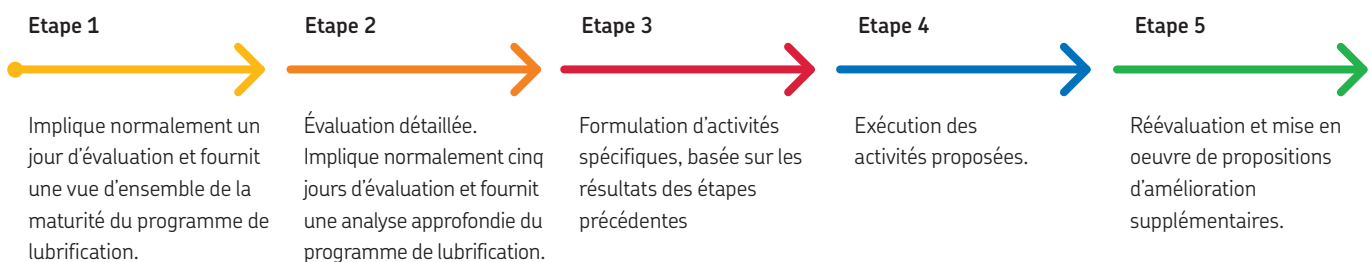 Etape 1
Implique normalement un
jour d'évaluation et fournit
une vue d'ensemble de la
maturité du programme de
lubrification.
Etape 2
Évaluation détaillée.
Implique normalement cinq
jours d'évaluation et fournit
une analyse approfondie du
programme de lubrification.
Etape 3
Formulation d'activités
spécifiques, basée sur les
résultats des étapes
précédentes
Etape 4
Exécution des
activités proposées.
Etape 5
Réévaluation et mise en
oeuvre de propositions
d'amélioration
supplémentaires.